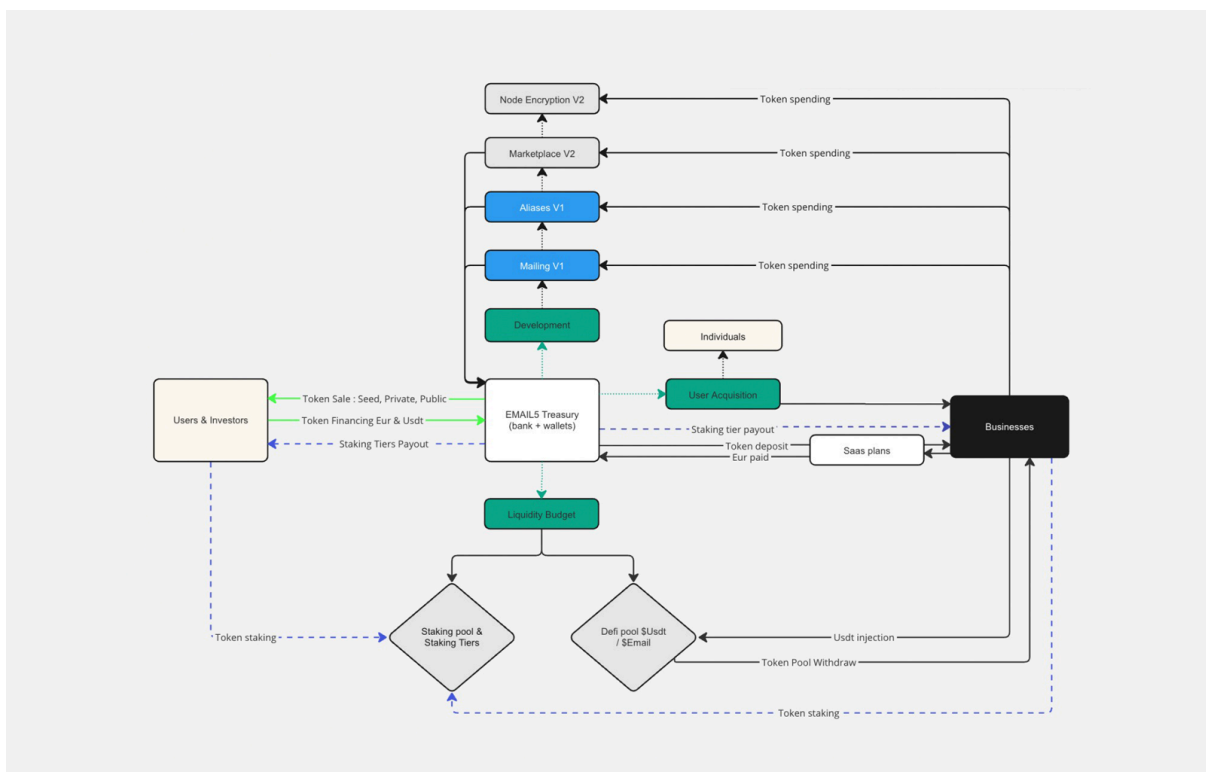 Node Encryption V2
Token spending
Marketplace V2
Token spending
Aliases V1
Token spending
Mailing V1
Token spending
Development
Individuals
Users & Investors
Token Sale : Seed, Private, Public
Token Financing Eur & Usdt
Staking Tiers Payout
EMAIL5 Treasury
(bank + wallets)
User Acquisition
Staking tier payout
Token deposit
Eur paid
Saas plans
Businesses
Liquidity Budget
Staking pool &
Staking Tiers
Defi pool $Usdt
/ $Email
Token staking
Usdt injection
Token Pool Withdraw
Token staking